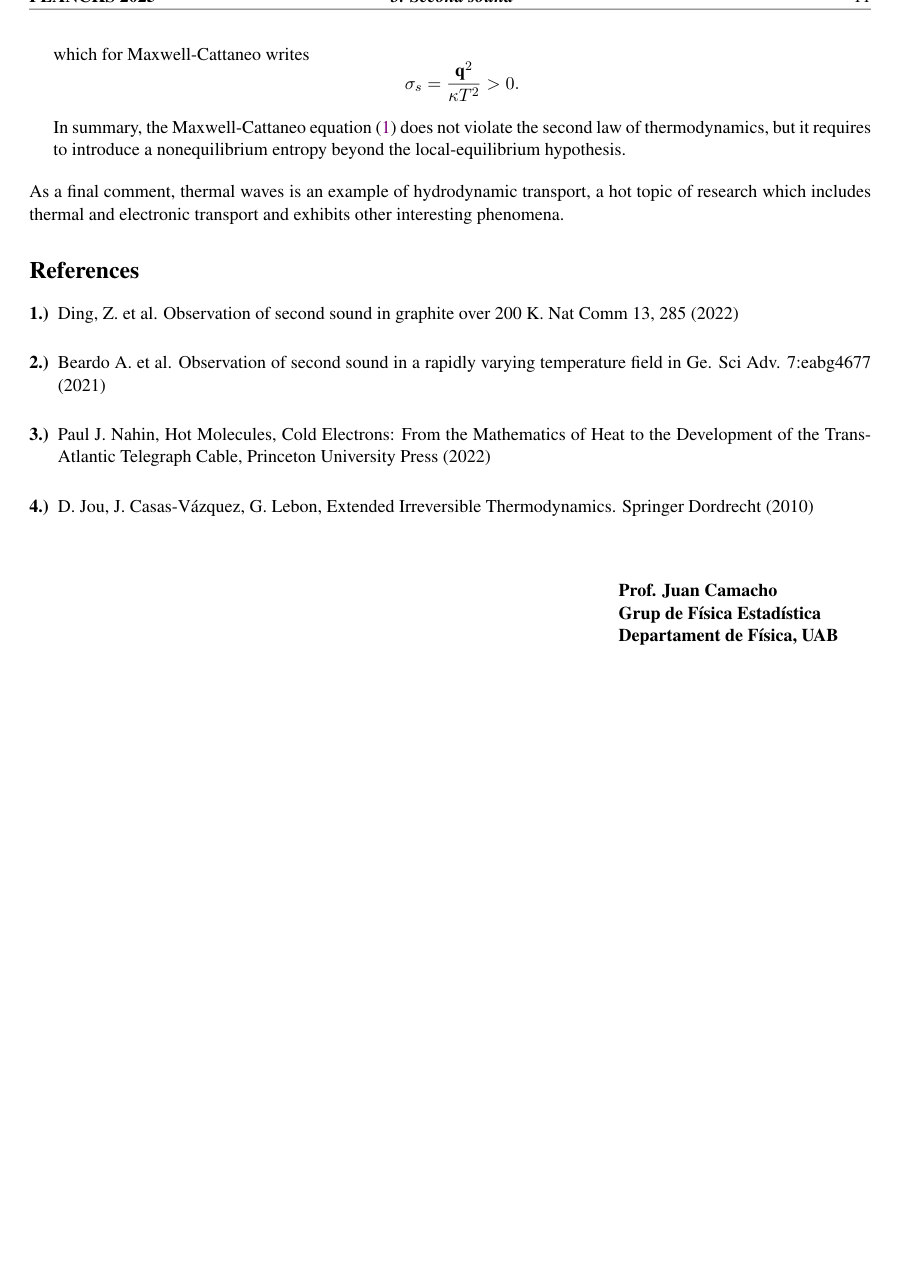 which for Maxwell-Cattaneo writes
σₛ = q²/κT² > 0.
In summary, the Maxwell-Cattaneo equation (1) does not violate the second law of thermodynamics, but it requires
to introduce a nonequilibrium entropy beyond the local-equilibrium hypothesis.
As a final comment, thermal waves is an example of hydrodynamic transport, a hot topic of research which includes
thermal and electronic transport and exhibits other interesting phenomena.
References
1.) Ding, Z. et al. Observation of second sound in graphite over 200 K. Nat Comm 13, 285 (2022)
2.) Beardo A. et al. Observation of second sound in a rapidly varying temperature field in Ge. Sci Adv. 7:eabg4677
(2021)
3.) Paul J. Nahin, Hot Molecules, Cold Electrons: From the Mathematics of Heat to the Development of the Trans-
Atlantic Telegraph Cable, Princeton University Press (2022)
4.) D. Jou, J. Casas-Vázquez, G. Lebon, Extended Irreversible Thermodynamics. Springer Dordrecht (2010)
Prof. Juan Camacho
Grup de Física Estadística
Departament de Física, UAB